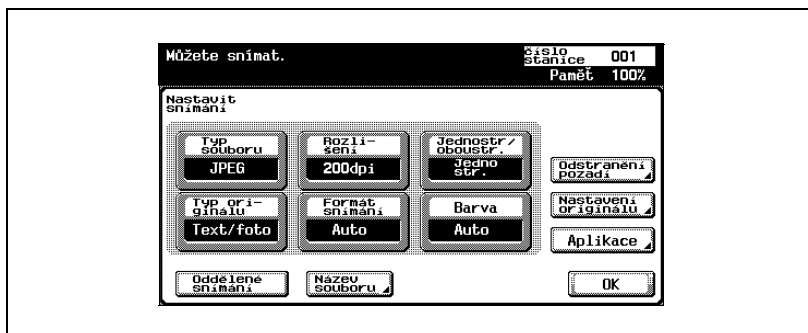 Můžete snímat.
číslo
stanice 001
Paměť 100%
Nastavit
snímání
Typ
souboru
JPEG
Rozli-
šení
200dpi
Jednostr/
oboustr.
Jedno
str.
Odstranění
pozadí
Typ ori-
ginálu
Text/foto
Formát
snímání
Auto
Barva
Auto
Nastavení
originálu
Aplikace
Oddělené
snímání
Název
souboru
OK